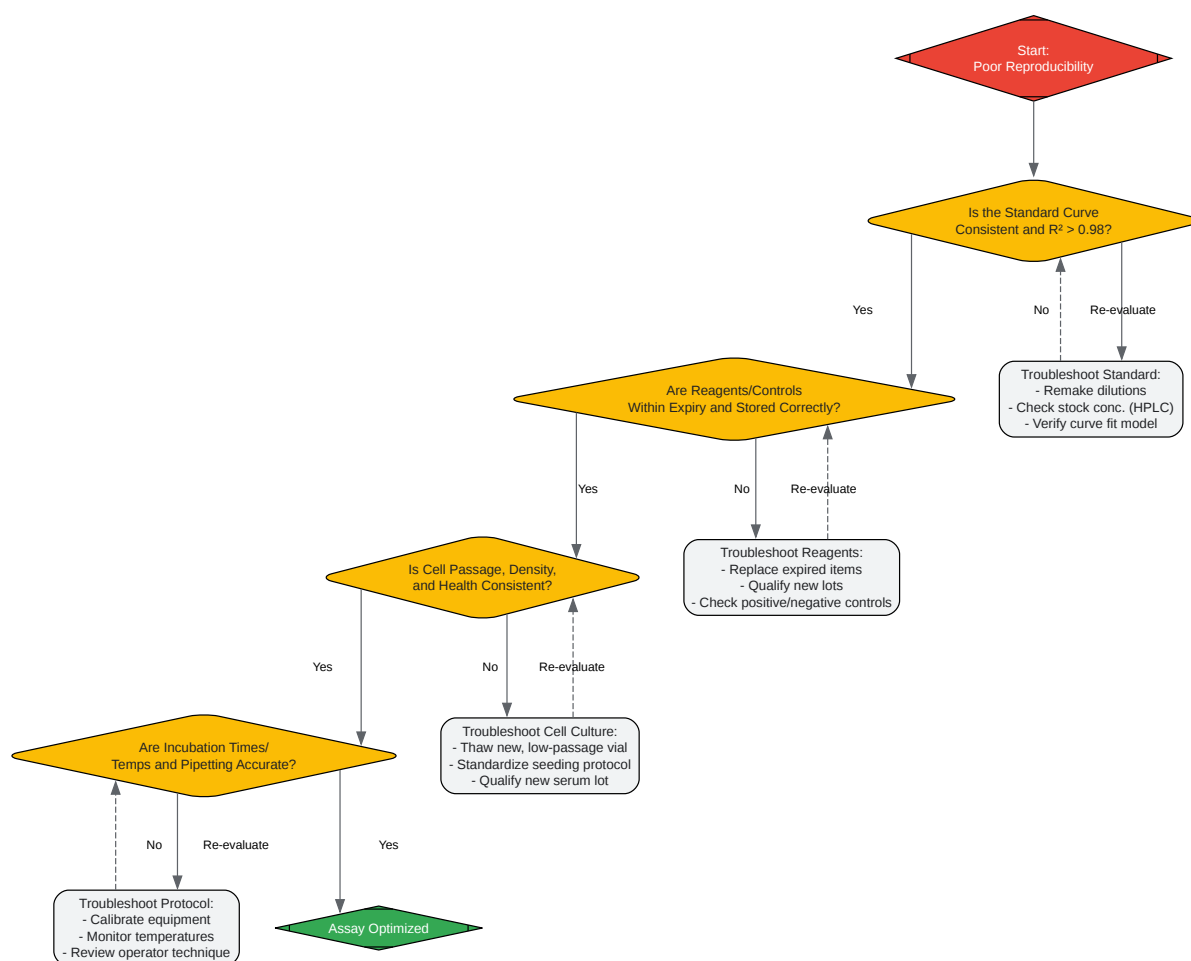 Start:
Poor Reproducibility
Is the Standard Curve
Consistent and R² > 0.98?
Yes
No
Re-evaluate
Troubleshoot Standard:
- Remake dilutions
- Check stock conc. (HPLC)
- Verify curve fit model
Are Reagents/Controls
Within Expiry and Stored Correctly?
Yes
No
Re-evaluate
Troubleshoot Reagents:
- Replace expired items
- Qualify new lots
- Check positive/negative controls
Is Cell Passage, Density,
and Health Consistent?
Yes
No
Re-evaluate
Troubleshoot Cell Culture:
- Thaw new, low-passage vial
- Standardize seeding protocol
- Qualify new serum lot
Are Incubation Times/
Temps and Pipetting Accurate?
No
Re-evaluate
Yes
Troubleshoot Protocol:
- Calibrate equipment
- Monitor temperatures
- Review operator technique
Assay Optimized